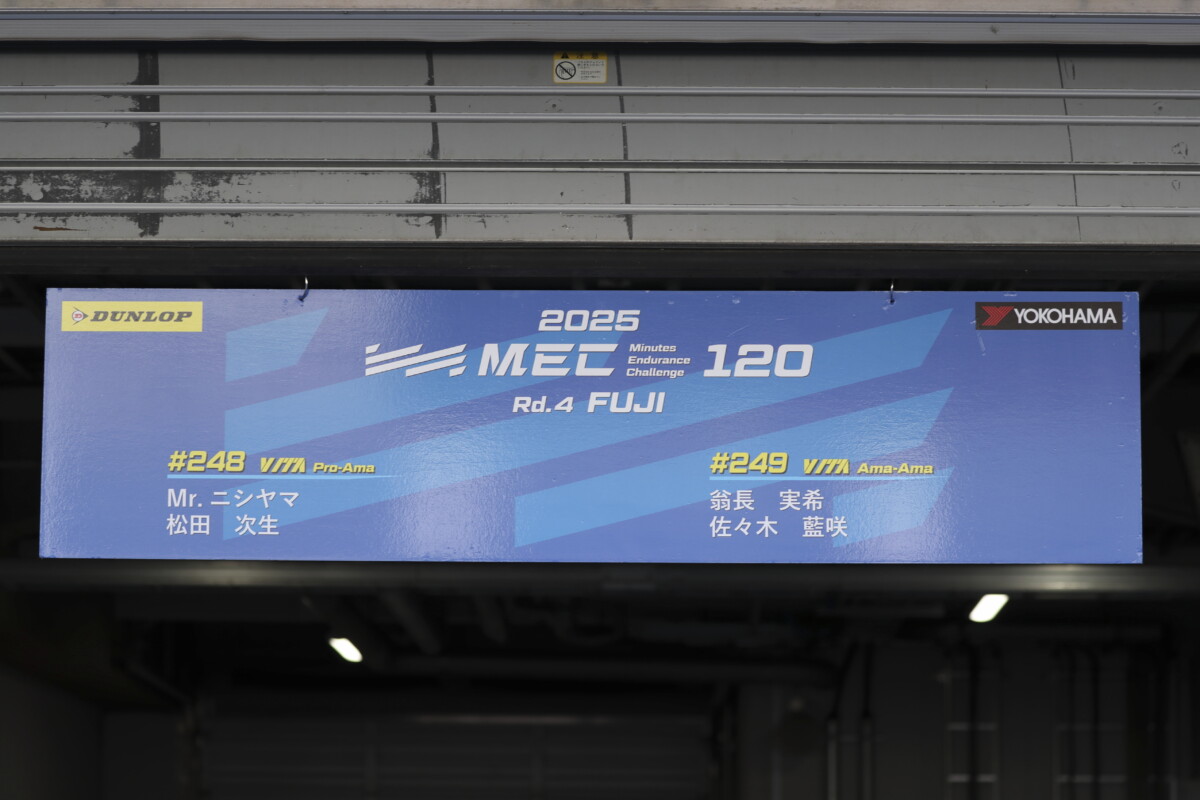 DUNLOP
YOKOHAMA
2025
MEC Minutes Endurance Challenge 120
Rd.4 FUJI
#248 VITA Pro-Ama
Mr. ニシヤマ
松田 次生
#249 VITA Ama-Ama
翁長 実希
佐々木 藍咲